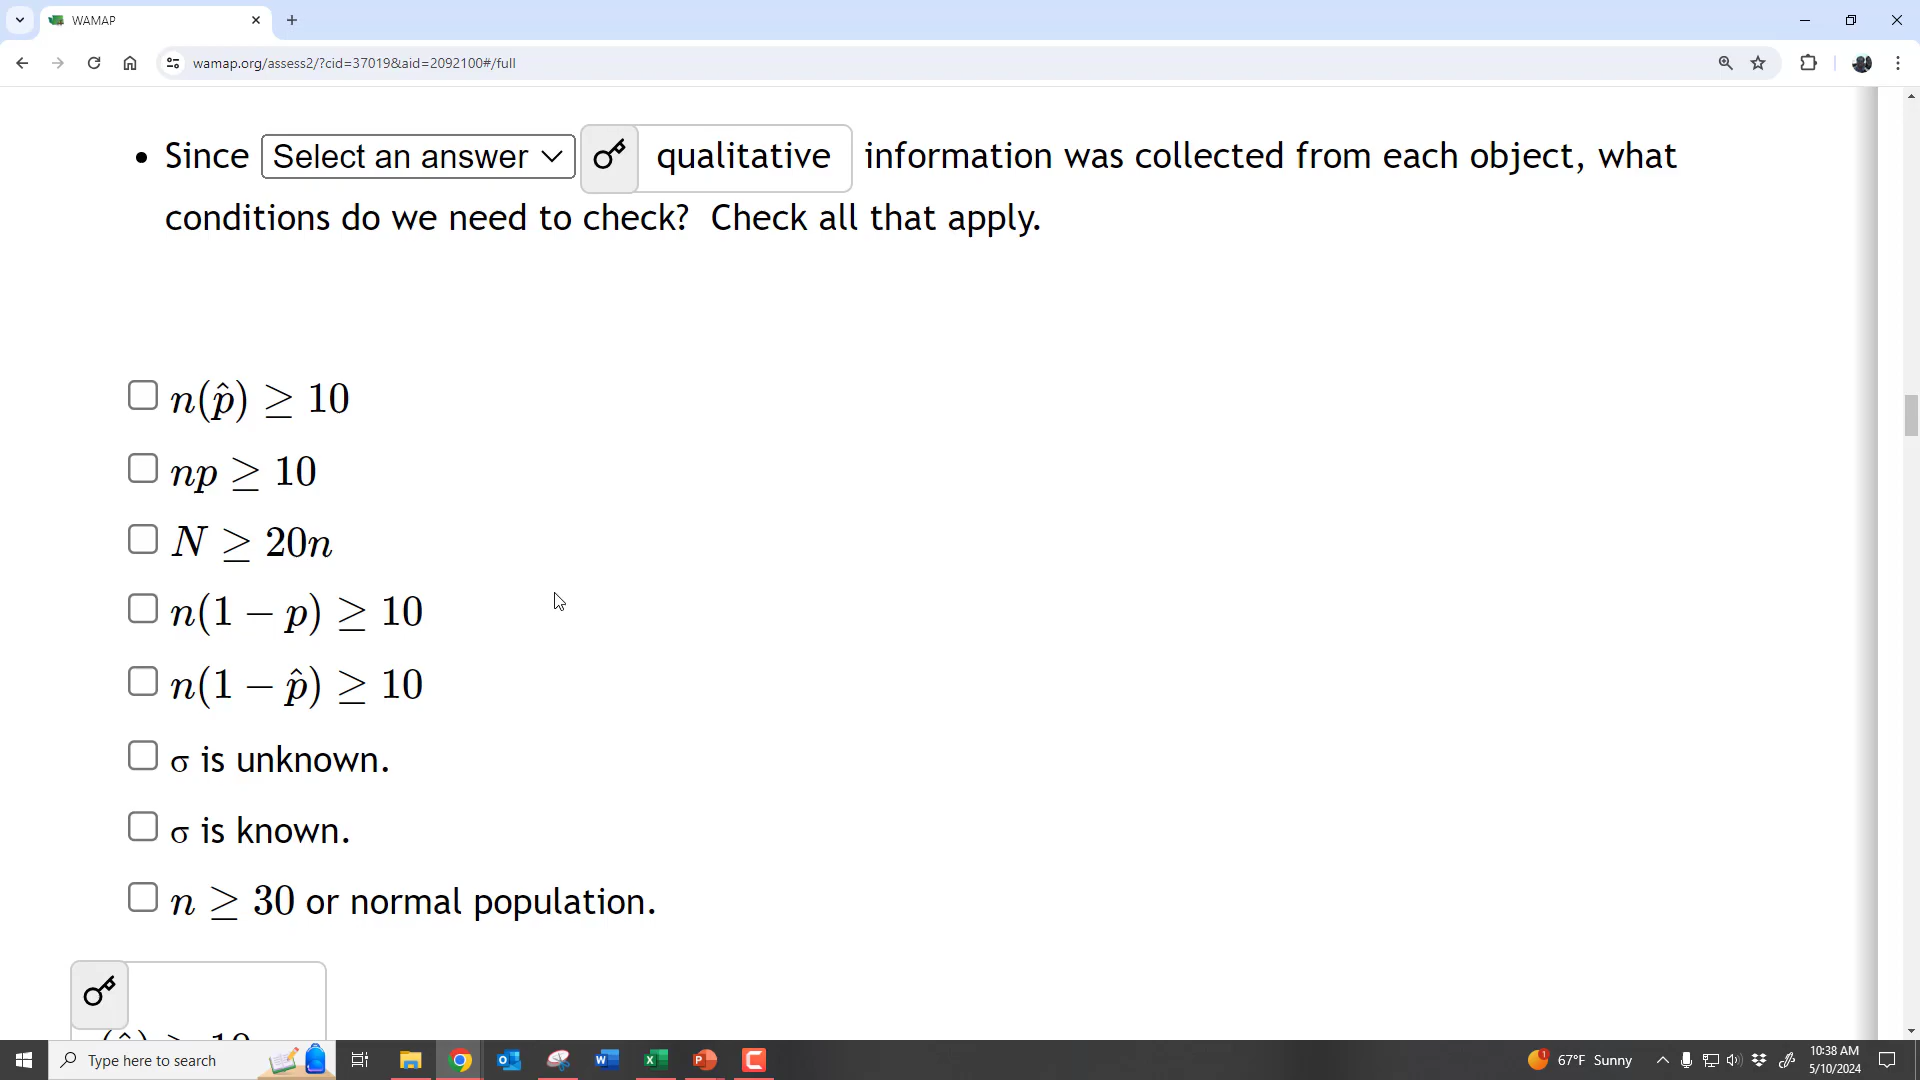 WAMAP
wamap.org/assess2/?cid=37019&aid=2092100#/full
• Since Select an answer qualitative information was collected from each object, what
conditions do we need to check? Check all that apply.
n(p̂) ≥ 10
np ≥ 10
N ≥ 20n
n(1 − p) ≥ 10
n(1 − p̂) ≥ 10
σ is unknown.
σ is known.
n ≥ 30 or normal population.
Type here to search
67°F Sunny
10:38 AM
5/10/2024